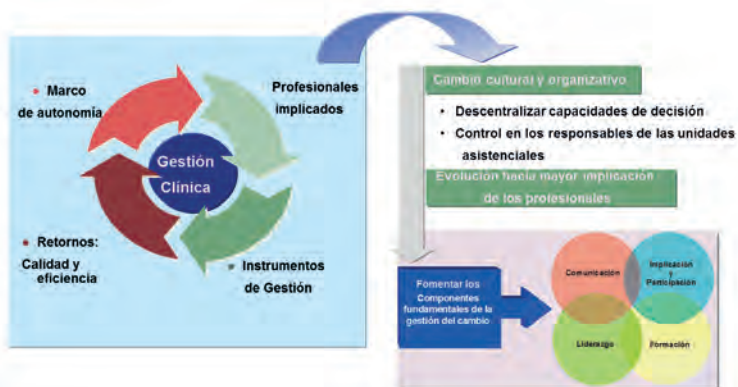 • Marco
de autonomía
Profesionales
implicados
Gestión
Clínica
• Retornos:
Calidad y
eficiencia
• Instrumentos
de Gestión
Cambio cultural y organizativo
• Descentralizar capacidades de decisión
• Control en los responsables de las unidades
asistenciales
Evolución hacia mayor implicación
de los profesionales
Fomentar los
Componentes
fundamentales de la
gestión del cambio
Comunicación
Implicación
y
Participación
Liderazgo
Formación